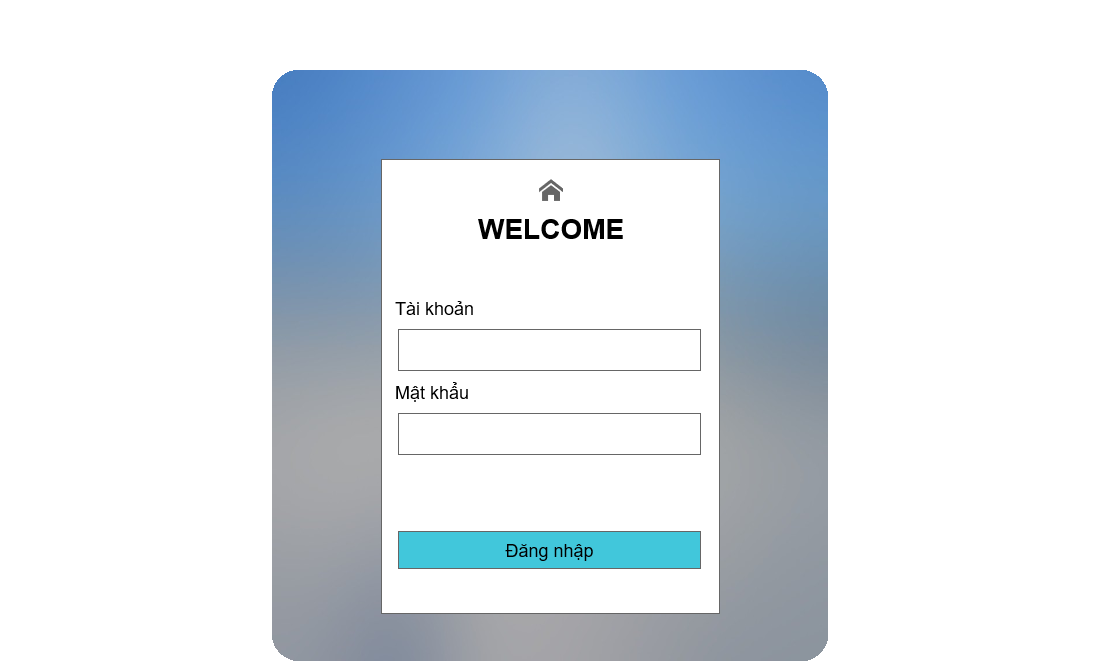 WELCOME
Tài khoản
Mật khẩu
Đăng nhập